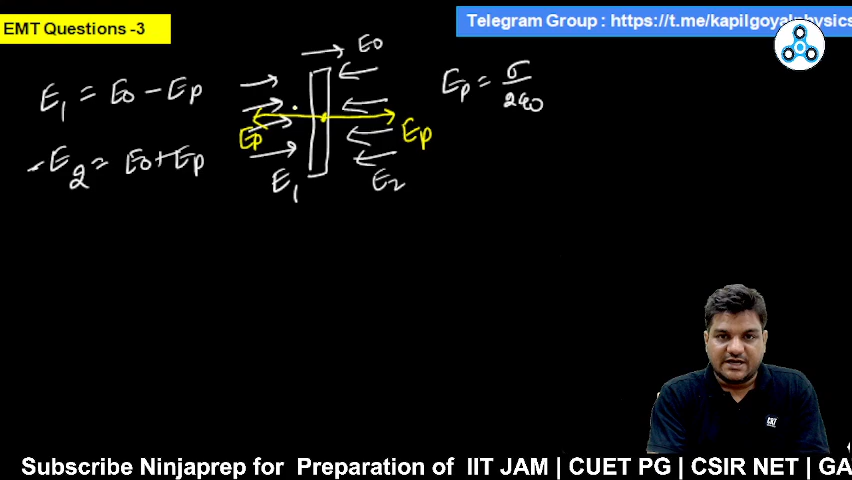 EMT Questions -3
Telegram Group : https://t.me/kapilgoyalphysics
E₁ = E₀ − Ep
-E₂ = E₀ + Ep
E₀
Ep
Ep
E₁
E₂
Ep = σ/2ε₀
Subscribe Ninjaprep for Preparation of IIT JAM | CUET PG | CSIR NET | GA